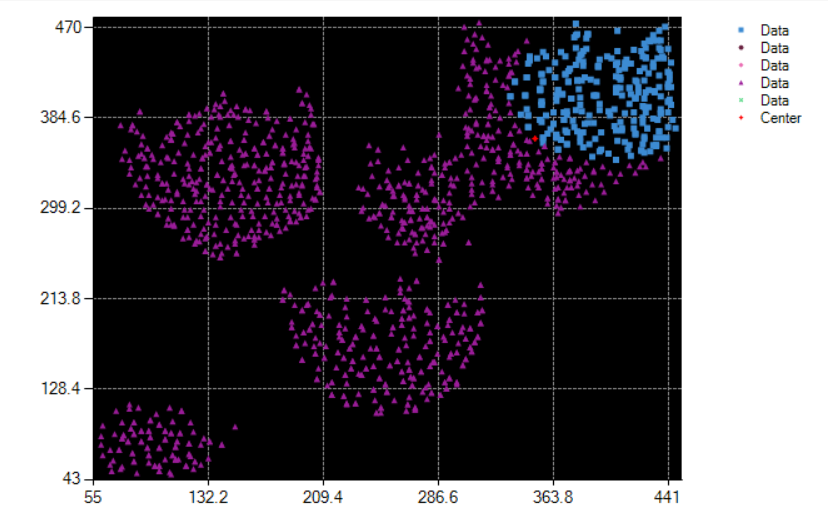 470
384.6
299.2
213.8
128.4
43
55 132.2 209.4 286.6 363.8 441
Data
Data
Data
Data
Data
Center